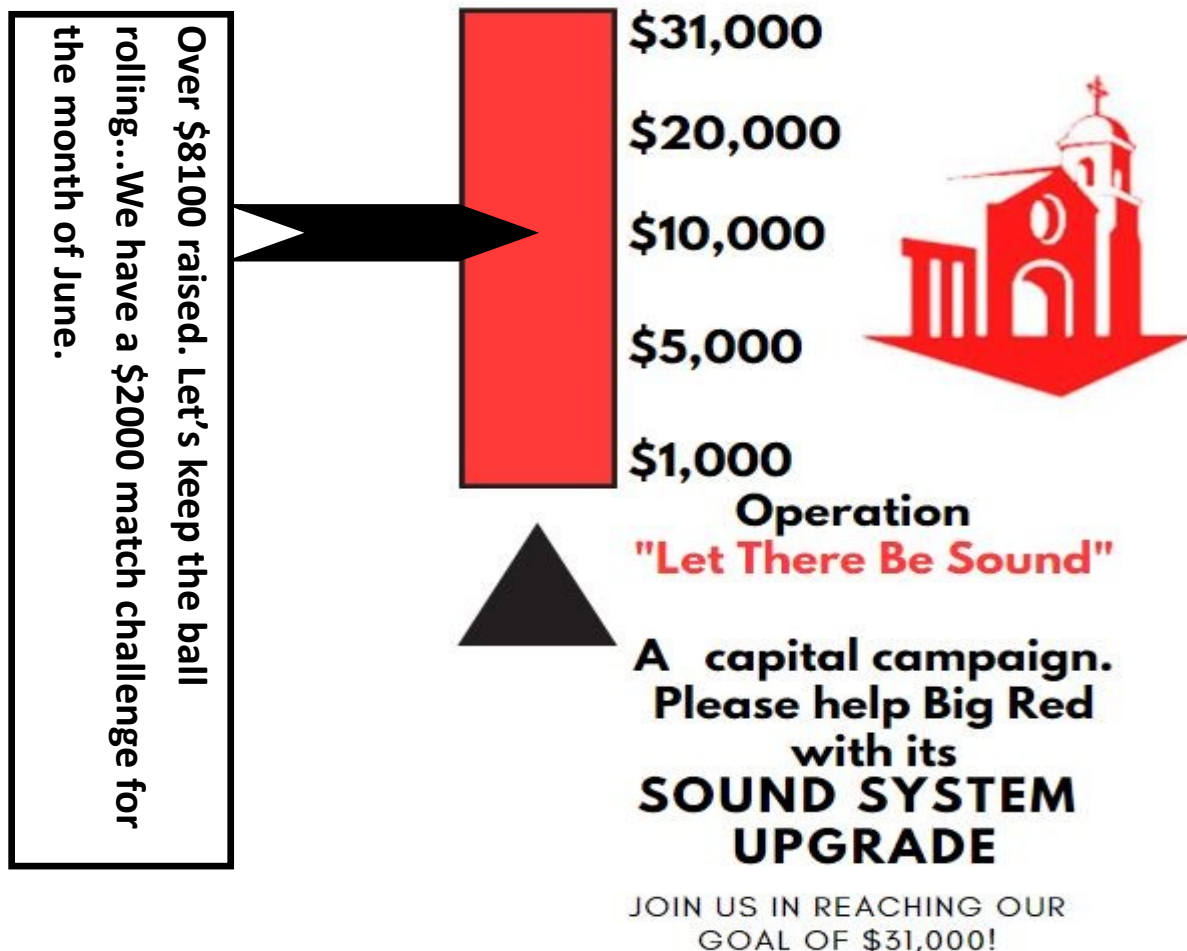 Over $8100 raised. Let’s keep the ball
rolling...We have a $2000 match challenge for
the month of June.
$31,000
$20,000
$10,000
$5,000
$1,000
Operation
"Let There Be Sound"
A capital campaign.
Please help Big Red
with its
SOUND SYSTEM
UPGRADE
JOIN US IN REACHING OUR
GOAL OF $31,000!